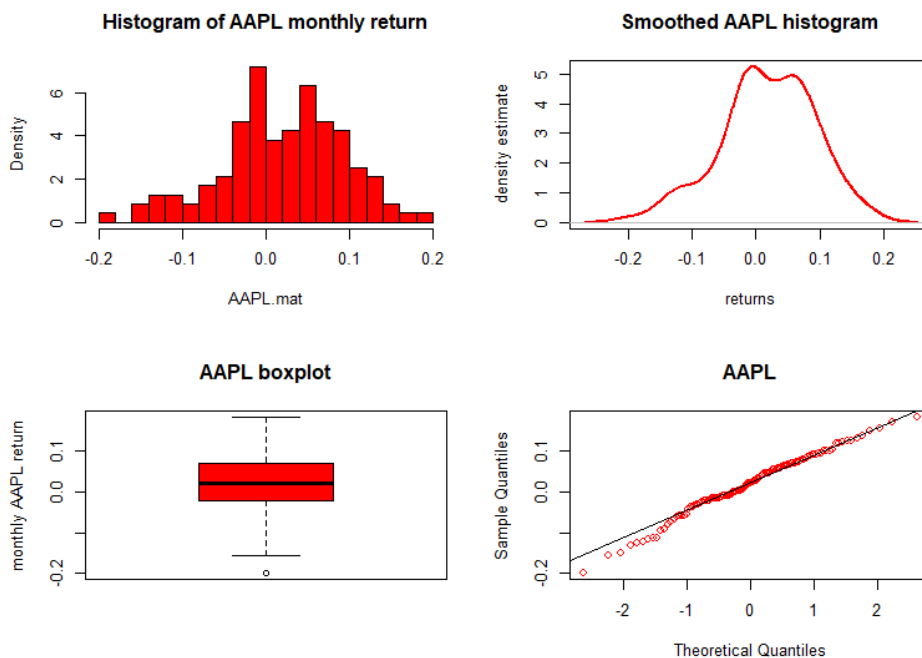 Histogram of AAPL monthly return
Density
0 2 4 6
-0.2 -0.1 0.0 0.1 0.2
AAPL.mat
Smoothed AAPL histogram
density estimate
0 1 2 3 4 5
-0.2 -0.1 0.0 0.1 0.2
returns
AAPL boxplot
monthly AAPL return
-0.2 0.0 0.1
AAPL
Sample Quantiles
-0.2 0.0 0.1
-2 -1 0 1 2
Theoretical Quantiles